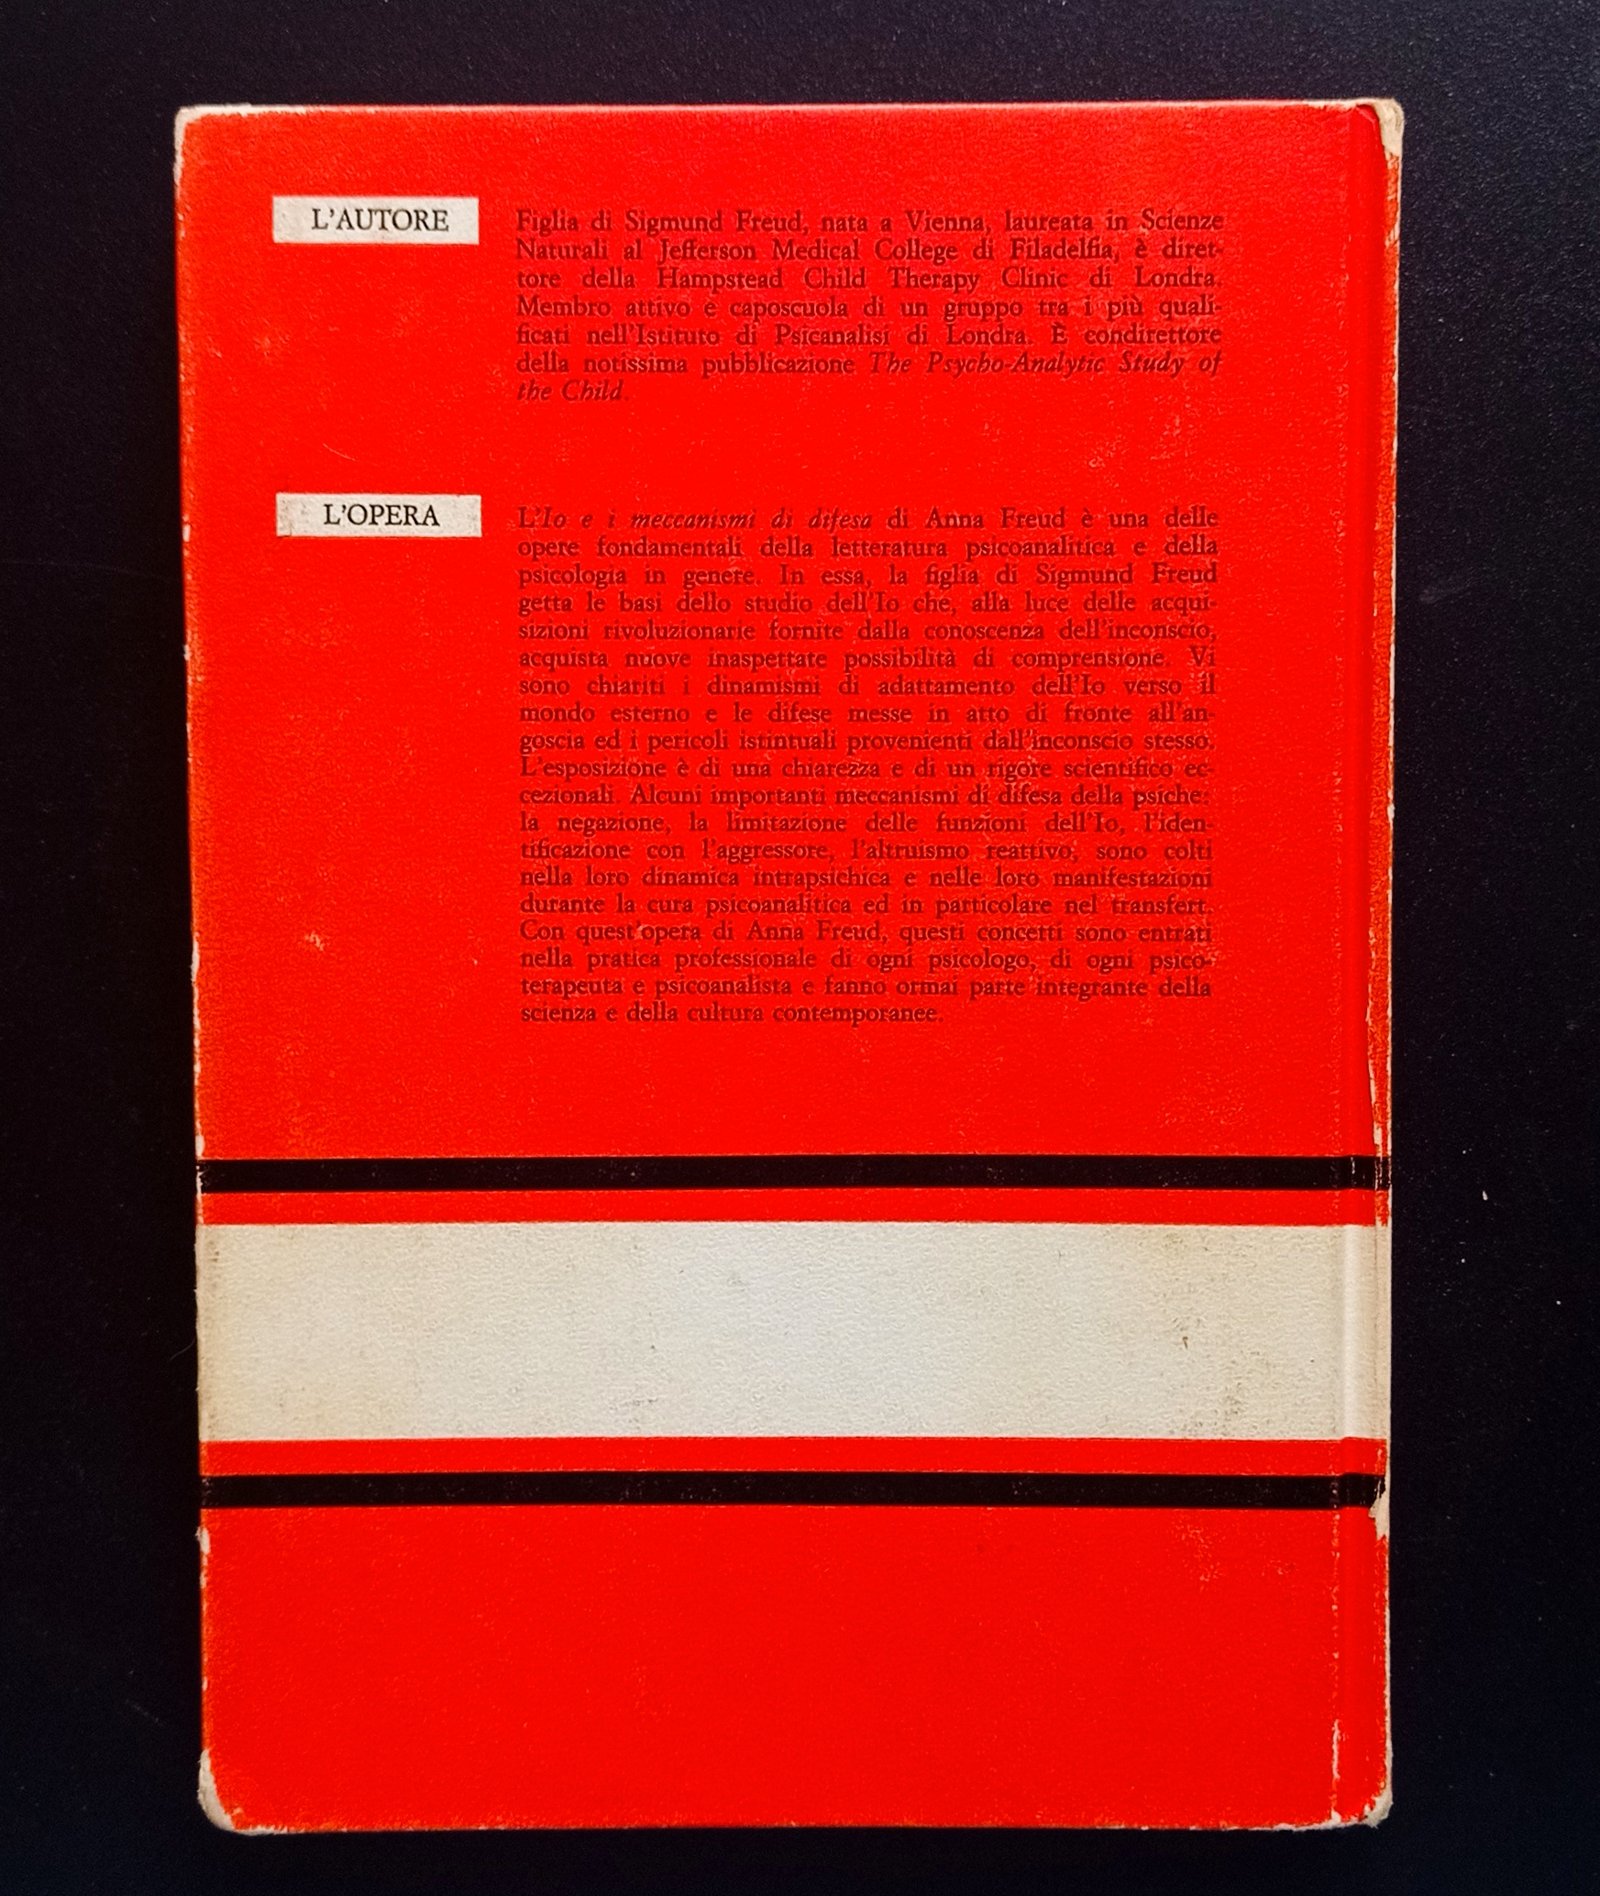 L'AUTORE
Figlia di Sigmund Freud, nata a Vienna, laureata in Scienze
Naturali al Jefferson Medical College di Filadelfia, è diret-
tore della Hampstead Child Therapy Clinic di Londra.
Membro attivo e caposcuola di un gruppo tra i più quali-
ficati nell'Istituto di Psicanalisi di Londra. È condirettore
della notissima pubblicazione The Psycho-Analytic Study of
the Child.
L'OPERA
L'Io e i meccanismi di difesa di Anna Freud è una delle
opere fondamentali della letteratura psicoanalitica e della
psicologia in genere. In essa, la figlia di Sigmund Freud
getta le basi dello studio dell'Io che, alla luce delle acqui-
sizioni rivoluzionarie fornite dalla conoscenza dell'inconscio,
acquista nuove inaspettate possibilità di comprensione. Vi
sono chiariti i dinamismi di adattamento dell'Io verso il
mondo esterno e le difese messe in atto di fronte all'an-
goscia ed i pericoli istintuali provenienti dall'inconscio stesso.
L'esposizione è di una chiarezza e di un rigore scientifico ec-
cezionali. Alcuni importanti meccanismi di difesa della psiche:
la negazione, la limitazione delle funzioni dell'Io, l'iden-
tificazione con l'aggressore, l'altruismo reattivo, sono colti
nella loro dinamica intrapsichica e nelle loro manifestazioni
durante la cura psicoanalitica ed in particolare nel transfert.
Con quest'opera di Anna Freud, questi concetti sono entrati
nella pratica professionale di ogni psicologo, di ogni psico-
terapeuta e psicoanalista e fanno ormai parte integrante della
scienza e della cultura contemporanee.